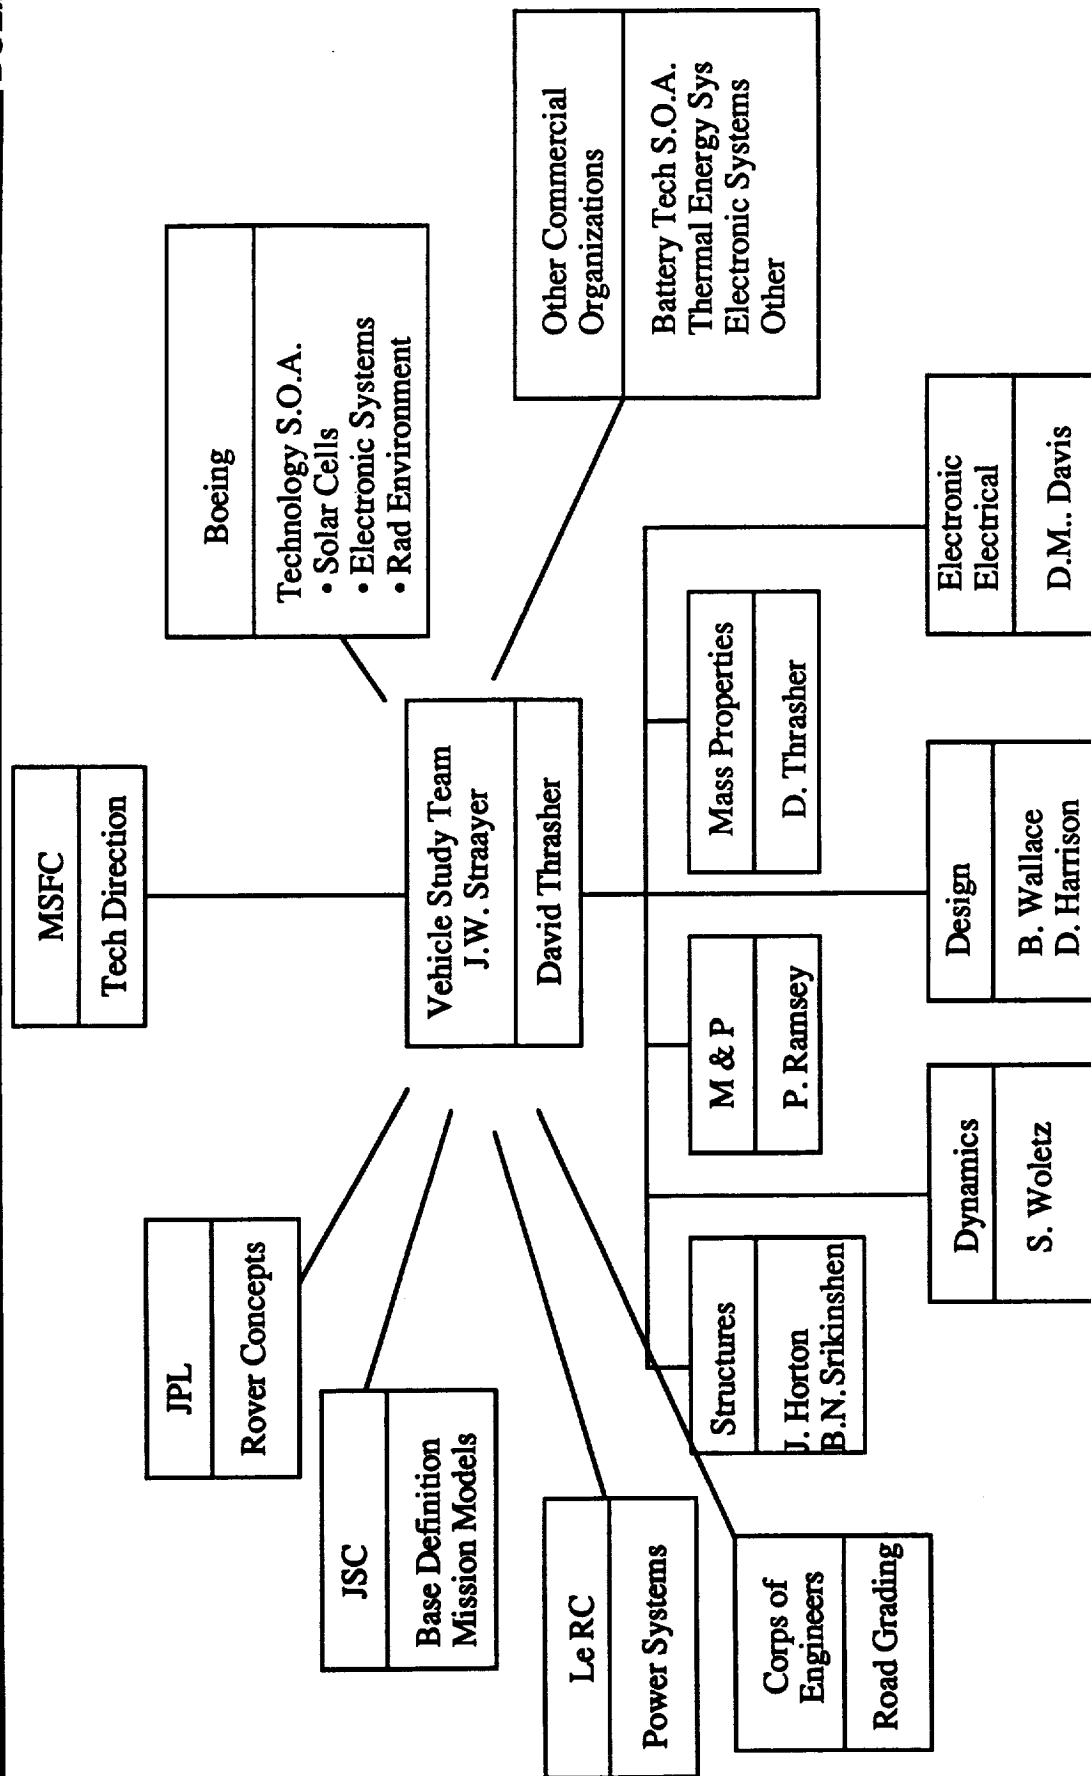 MSFC
Tech Direction
JPL
Rover Concepts
JSC
Base Definition
Mission Models
Le RC
Power Systems
Corps of
Engineers
Road Grading
Vehicle Study Team
J.W. Straayer
David Thrasher
Boeing
Technology S.O.A.
• Solar Cells
• Electronic Systems
• Rad Environment
Other Commercial
Organizations
Battery Tech S.O.A.
Thermal Energy Sys
Electronic Systems
Other
Structures
J. Horton
B.N. Srikinshen
M & P
P. Ramsey
Mass Properties
D. Thrasher
Dynamics
S. Woletz
Design
B. Wallace
D. Harrison
Electronic
Electrical
D.M.. Davis